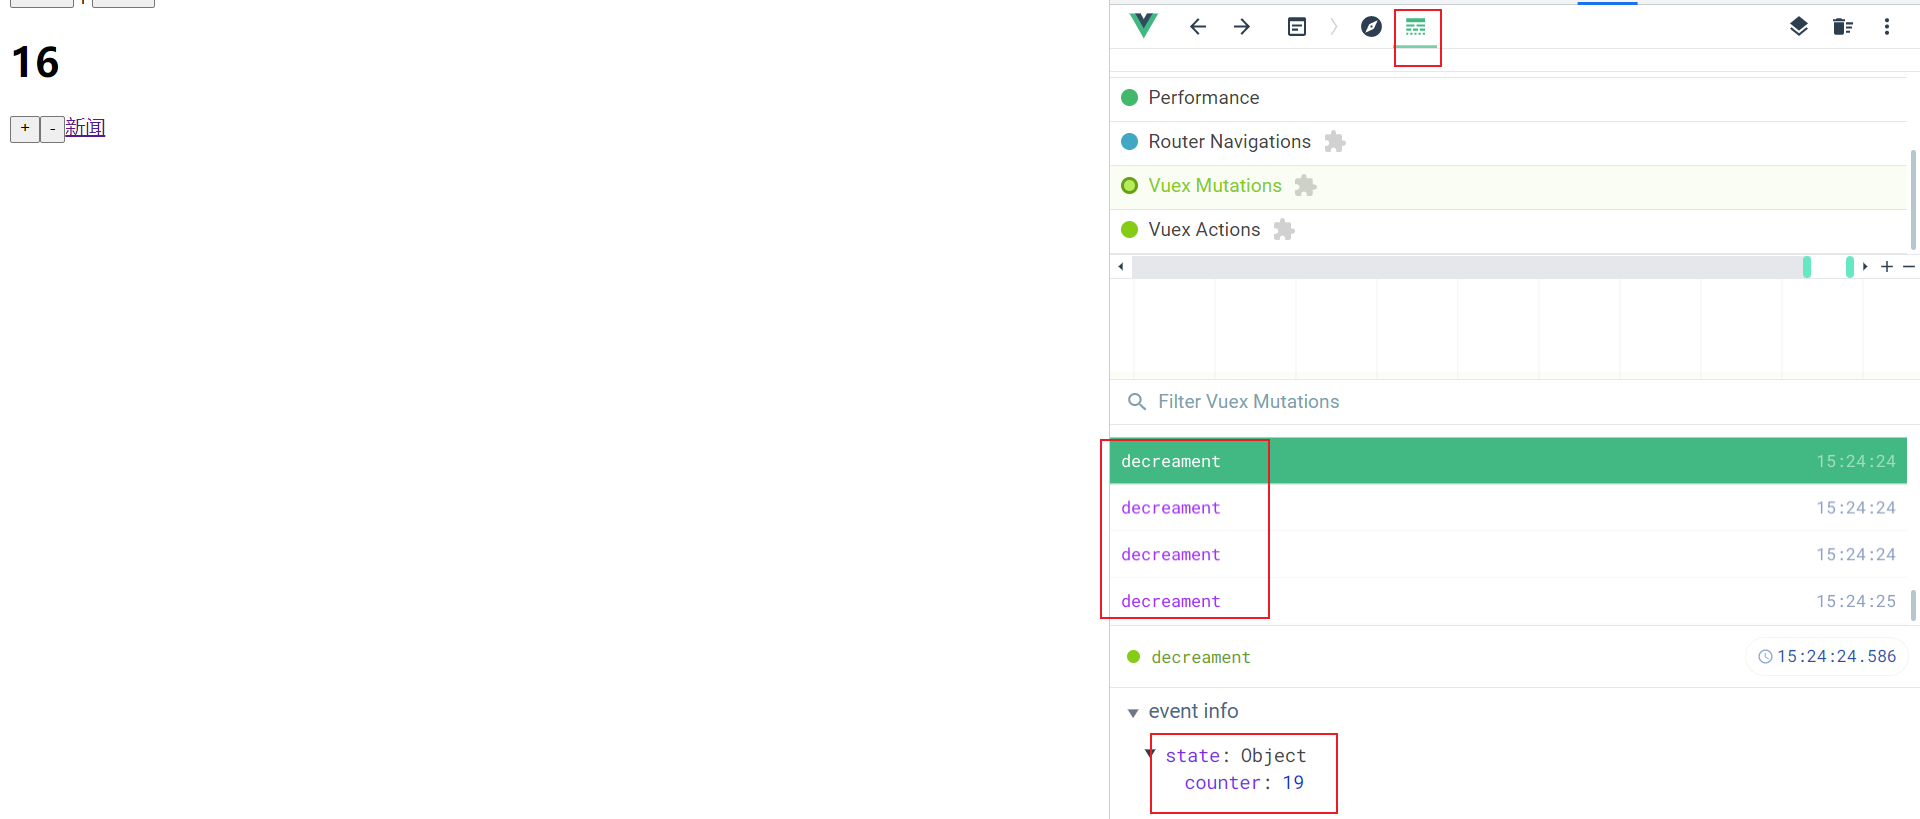 16
+ - 新闻
Performance
Router Navigations
Vuex Mutations
Vuex Actions
Filter Vuex Mutations
decreament 15:24:24
decreament 15:24:24
decreament 15:24:24
decreament 15:24:25
decreament 15:24:24.586
event info
state: Object
counter: 19